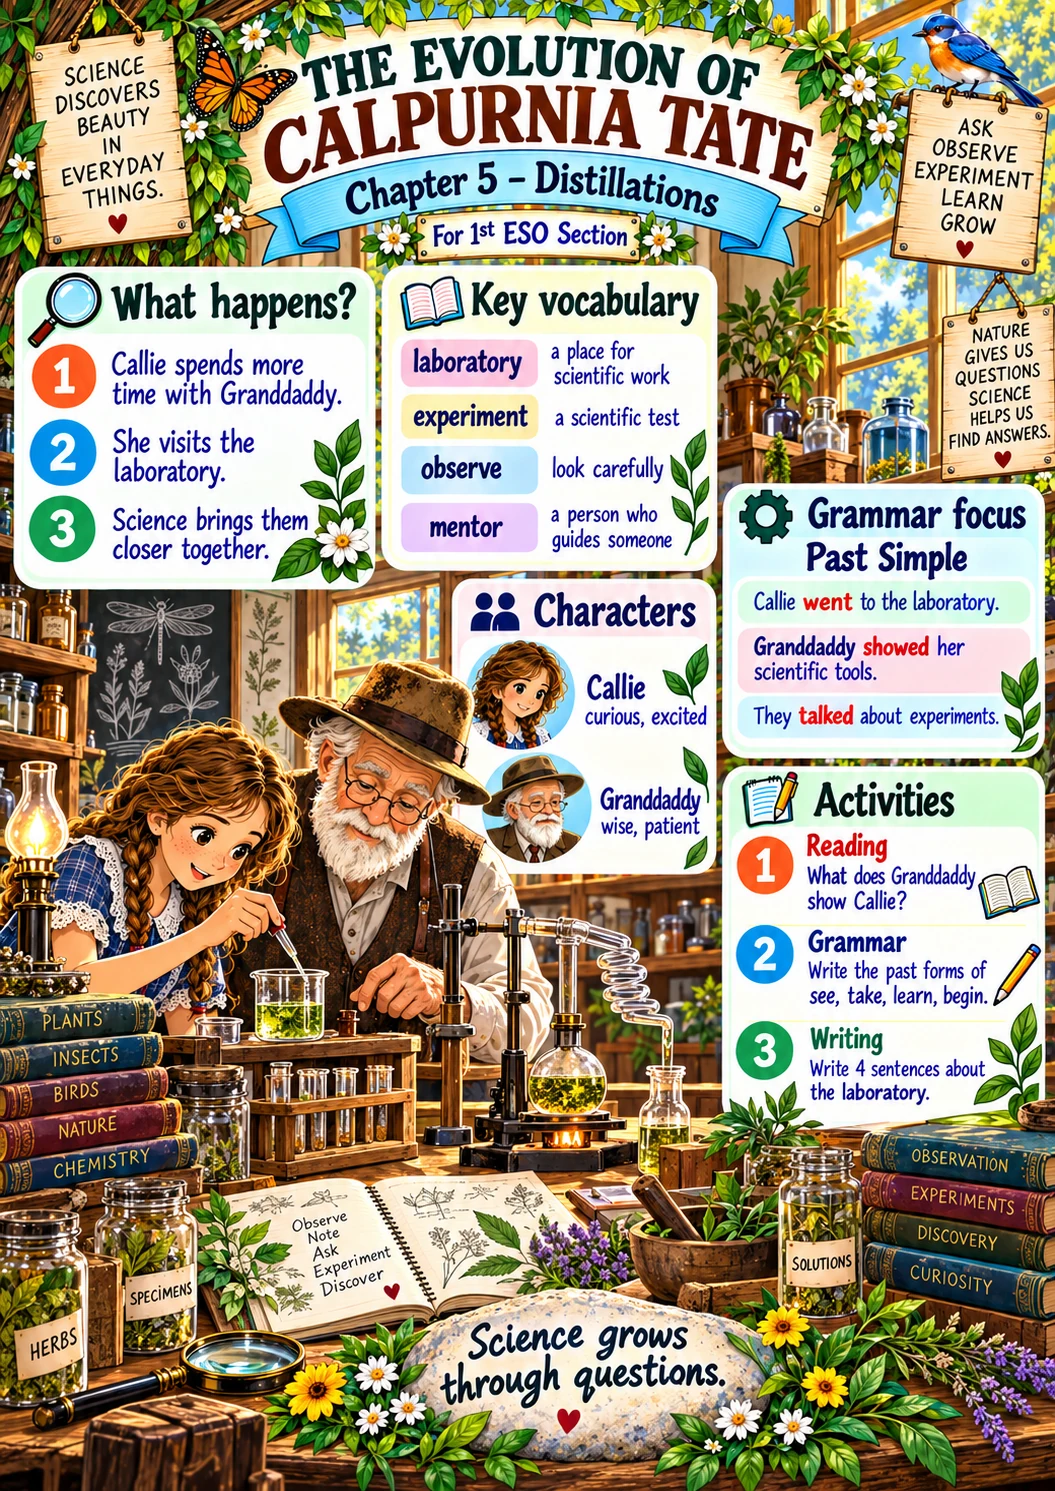 SCIENCE
DISCOVERS
BEAUTY
IN
EVERYDAY
THINGS.
THE EVOLUTION OF
CALPURNIA TATE
Chapter 5 – Distillations
For 1st ESO Section
ASK
OBSERVE
EXPERIMENT
LEARN
GROW
NATURE
GIVES US
QUESTIONS
SCIENCE
HELPS US
FIND ANSWERS.
What happens?
1
Callie spends more
time with Granddaddy.
2
She visits the
laboratory.
3
Science brings them
closer together.
Key vocabulary
laboratory
a place for
scientific work
experiment
a scientific test
observe
look carefully
mentor
a person who
guides someone
Characters
Callie
curious, excited
Granddaddy
wise, patient
Grammar focus
Past Simple
Callie went to the laboratory.
Granddaddy showed her
scientific tools.
They talked about experiments.
Activities
1
Reading
What does Granddaddy
show Callie?
2
Grammar
Write the past forms of
see, take, learn, begin.
3
Writing
Write 4 sentences about
the laboratory.
PLANTS
INSECTS
BIRDS
NATURE
CHEMISTRY
OBSERVATION
EXPERIMENTS
DISCOVERY
CURIOSITY
Observe
Note
Ask
Experiment
Discover
HERBS
SPECIMENS
SOLUTIONS
Science grows
through questions.